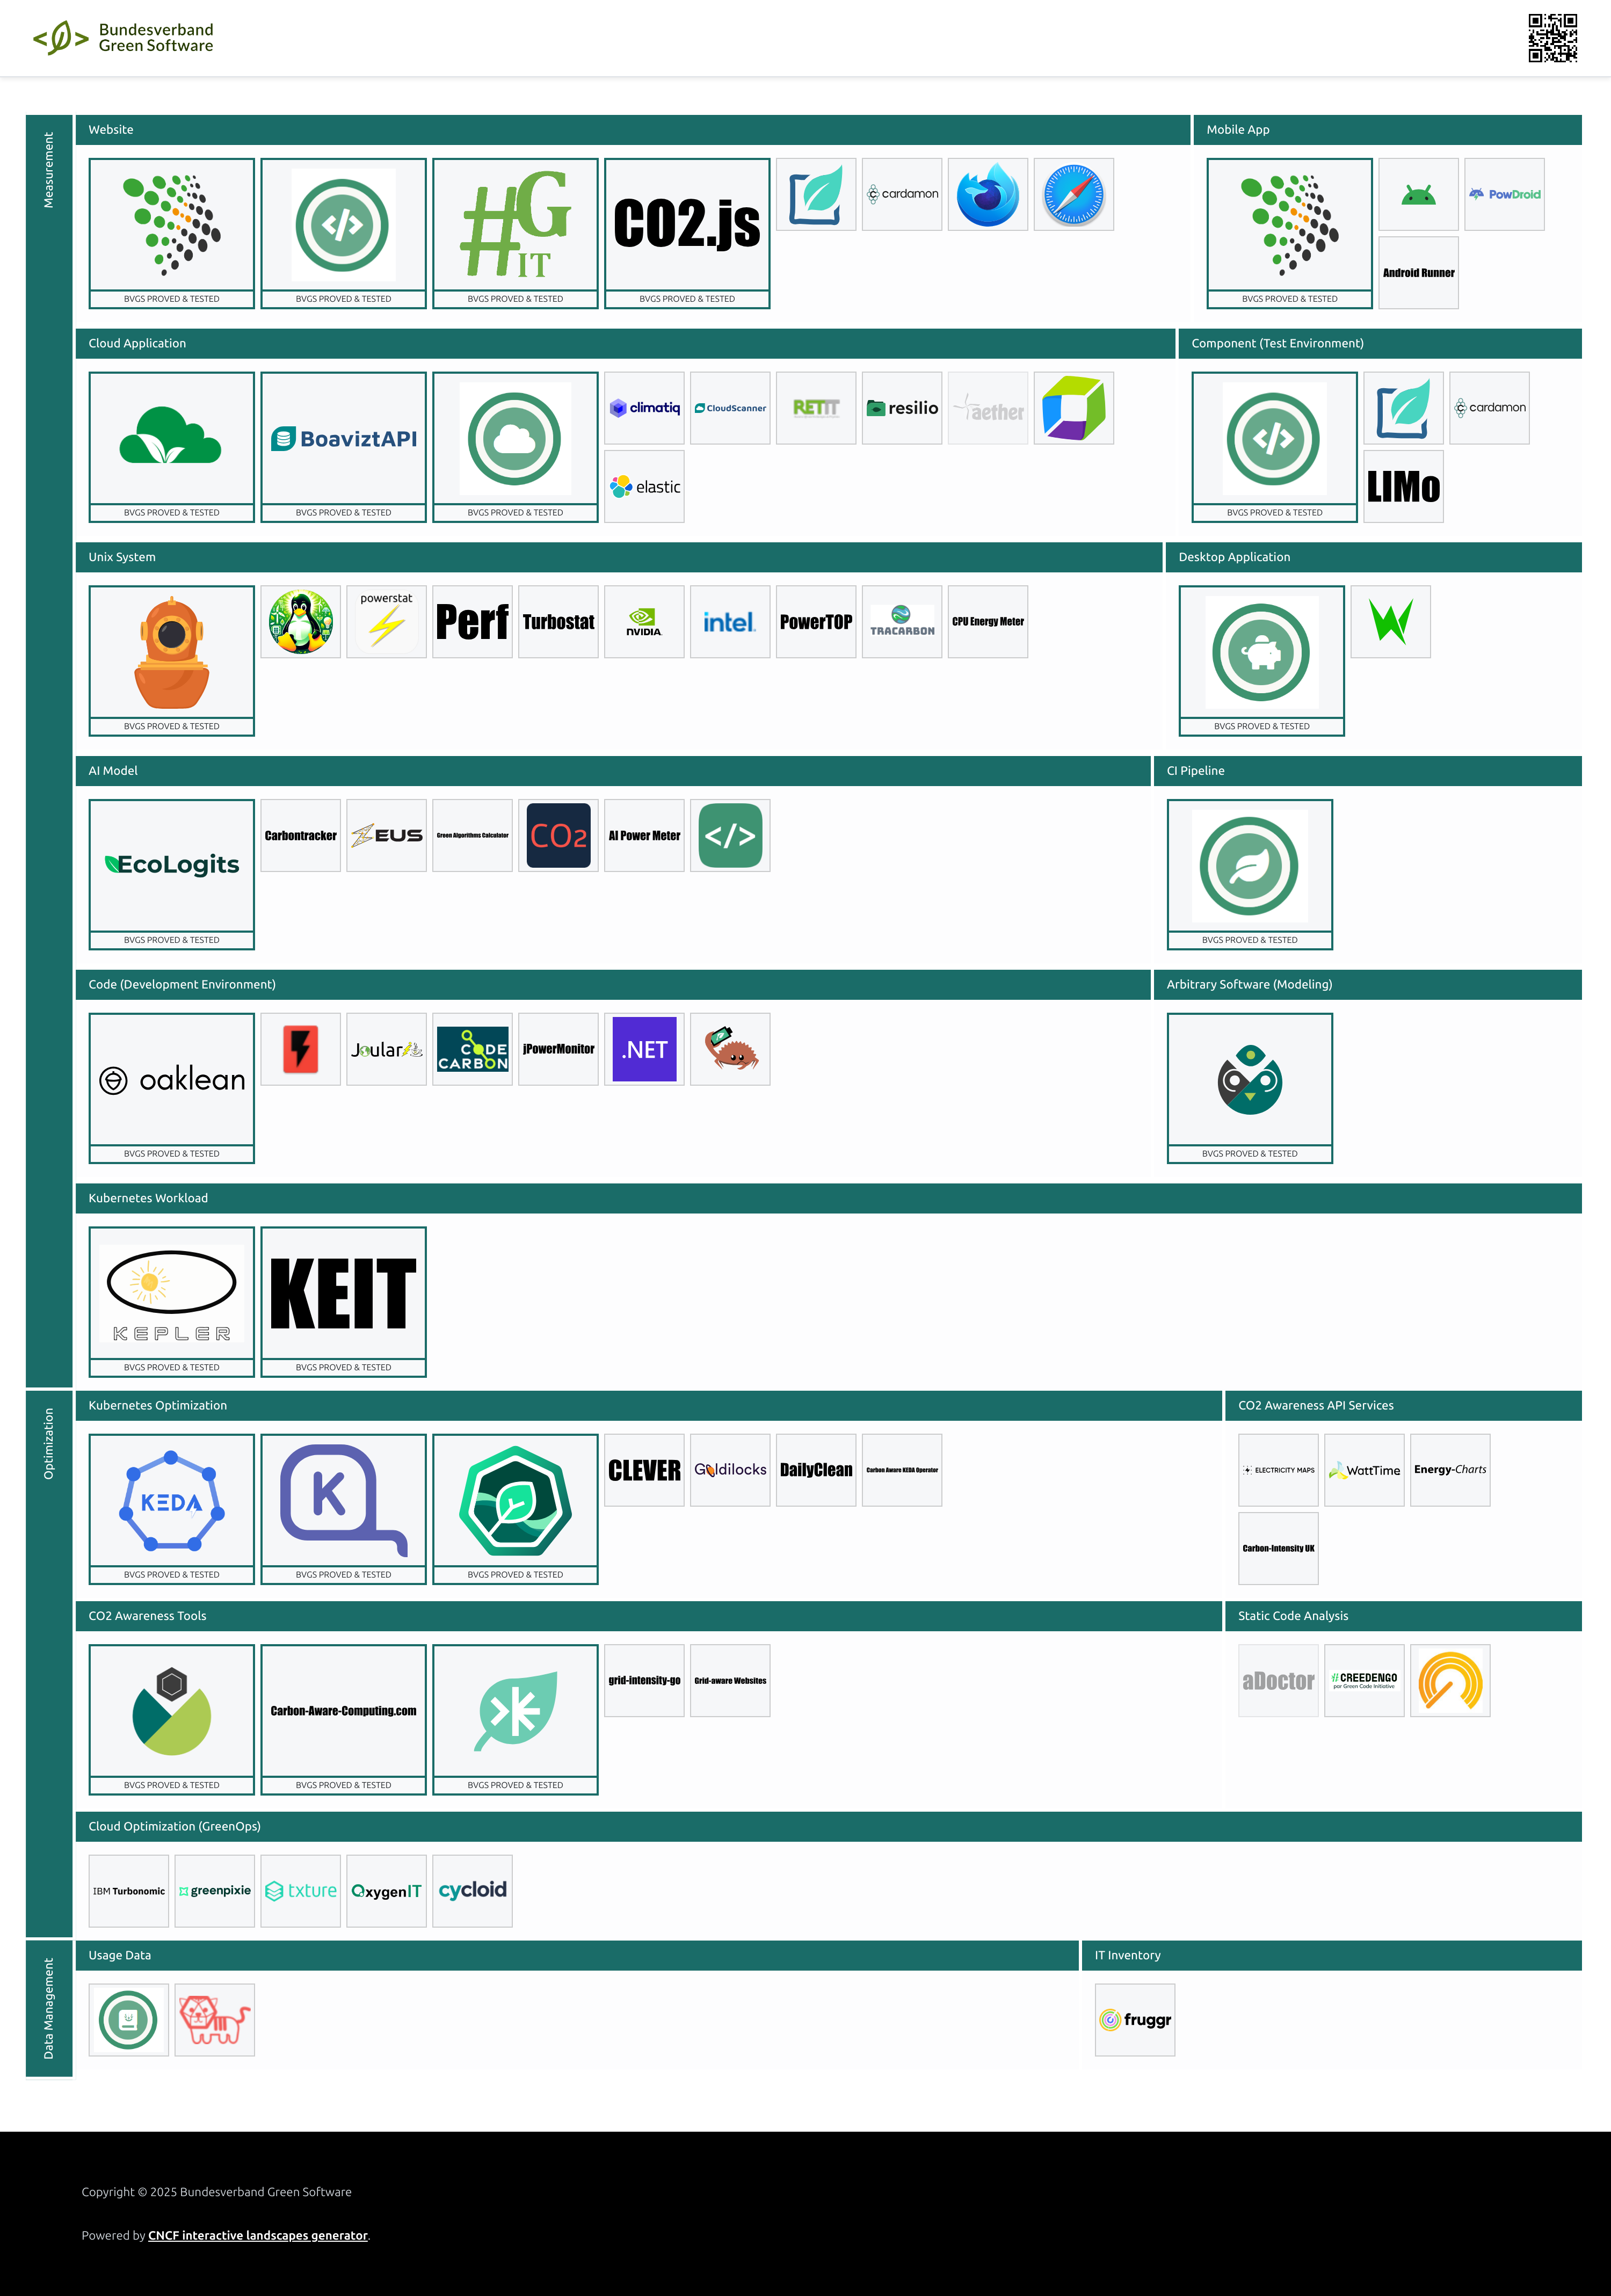 Bundesverband
Green Software
Measurement
Website
Mobile App
</>
#G
IT
CO2.js
cardamon
PowDroid
Android Runner
BVGS PROVED & TESTED
BVGS PROVED & TESTED
BVGS PROVED & TESTED
BVGS PROVED & TESTED
BVGS PROVED & TESTED
Cloud Application
Component (Test Environment)
BoaviztAPI
climatiq
CloudScanner
RETIT
resilio
aether
elastic
</>
cardamon
LIMo
BVGS PROVED & TESTED
BVGS PROVED & TESTED
BVGS PROVED & TESTED
BVGS PROVED & TESTED
Unix System
Desktop Application
powerstat
Perf
Turbostat
NVIDIA.
intel.
PowerTOP
TRACARBON
CPU Energy Meter
BVGS PROVED & TESTED
BVGS PROVED & TESTED
AI Model
CI Pipeline
EcoLogits
Carbontracker
ZEUS
Green Algorithms Calculator
CO2
AI Power Meter
</>
BVGS PROVED & TESTED
BVGS PROVED & TESTED
Code (Development Environment)
Arbitrary Software (Modeling)
oaklean
Joular
CODE
CARBON
jPowerMonitor
.NET
BVGS PROVED & TESTED
BVGS PROVED & TESTED
Kubernetes Workload
KEPLER
KEIT
BVGS PROVED & TESTED
BVGS PROVED & TESTED
Optimization
Kubernetes Optimization
CO2 Awareness API Services
KEDA
K
CLEVER
Goldilocks
DailyClean
Carbon Aware KEDA Operator
ELECTRICITY MAPS
WattTime
Energy-Charts
Carbon-Intensity UK
BVGS PROVED & TESTED
BVGS PROVED & TESTED
BVGS PROVED & TESTED
CO2 Awareness Tools
Static Code Analysis
Carbon-Aware-Computing.com
grid-intensity-go
Grid-aware Websites
aDoctor
#CREEDENGO
par Green Code Initiative
BVGS PROVED & TESTED
BVGS PROVED & TESTED
BVGS PROVED & TESTED
Cloud Optimization (GreenOps)
IBM Turbonomic
greenpixie
txture
OxygenIT
cycloid
Data Management
Usage Data
IT Inventory
fruggr
Copyright © 2025 Bundesverband Green Software
Powered by CNCF interactive landscapes generator.